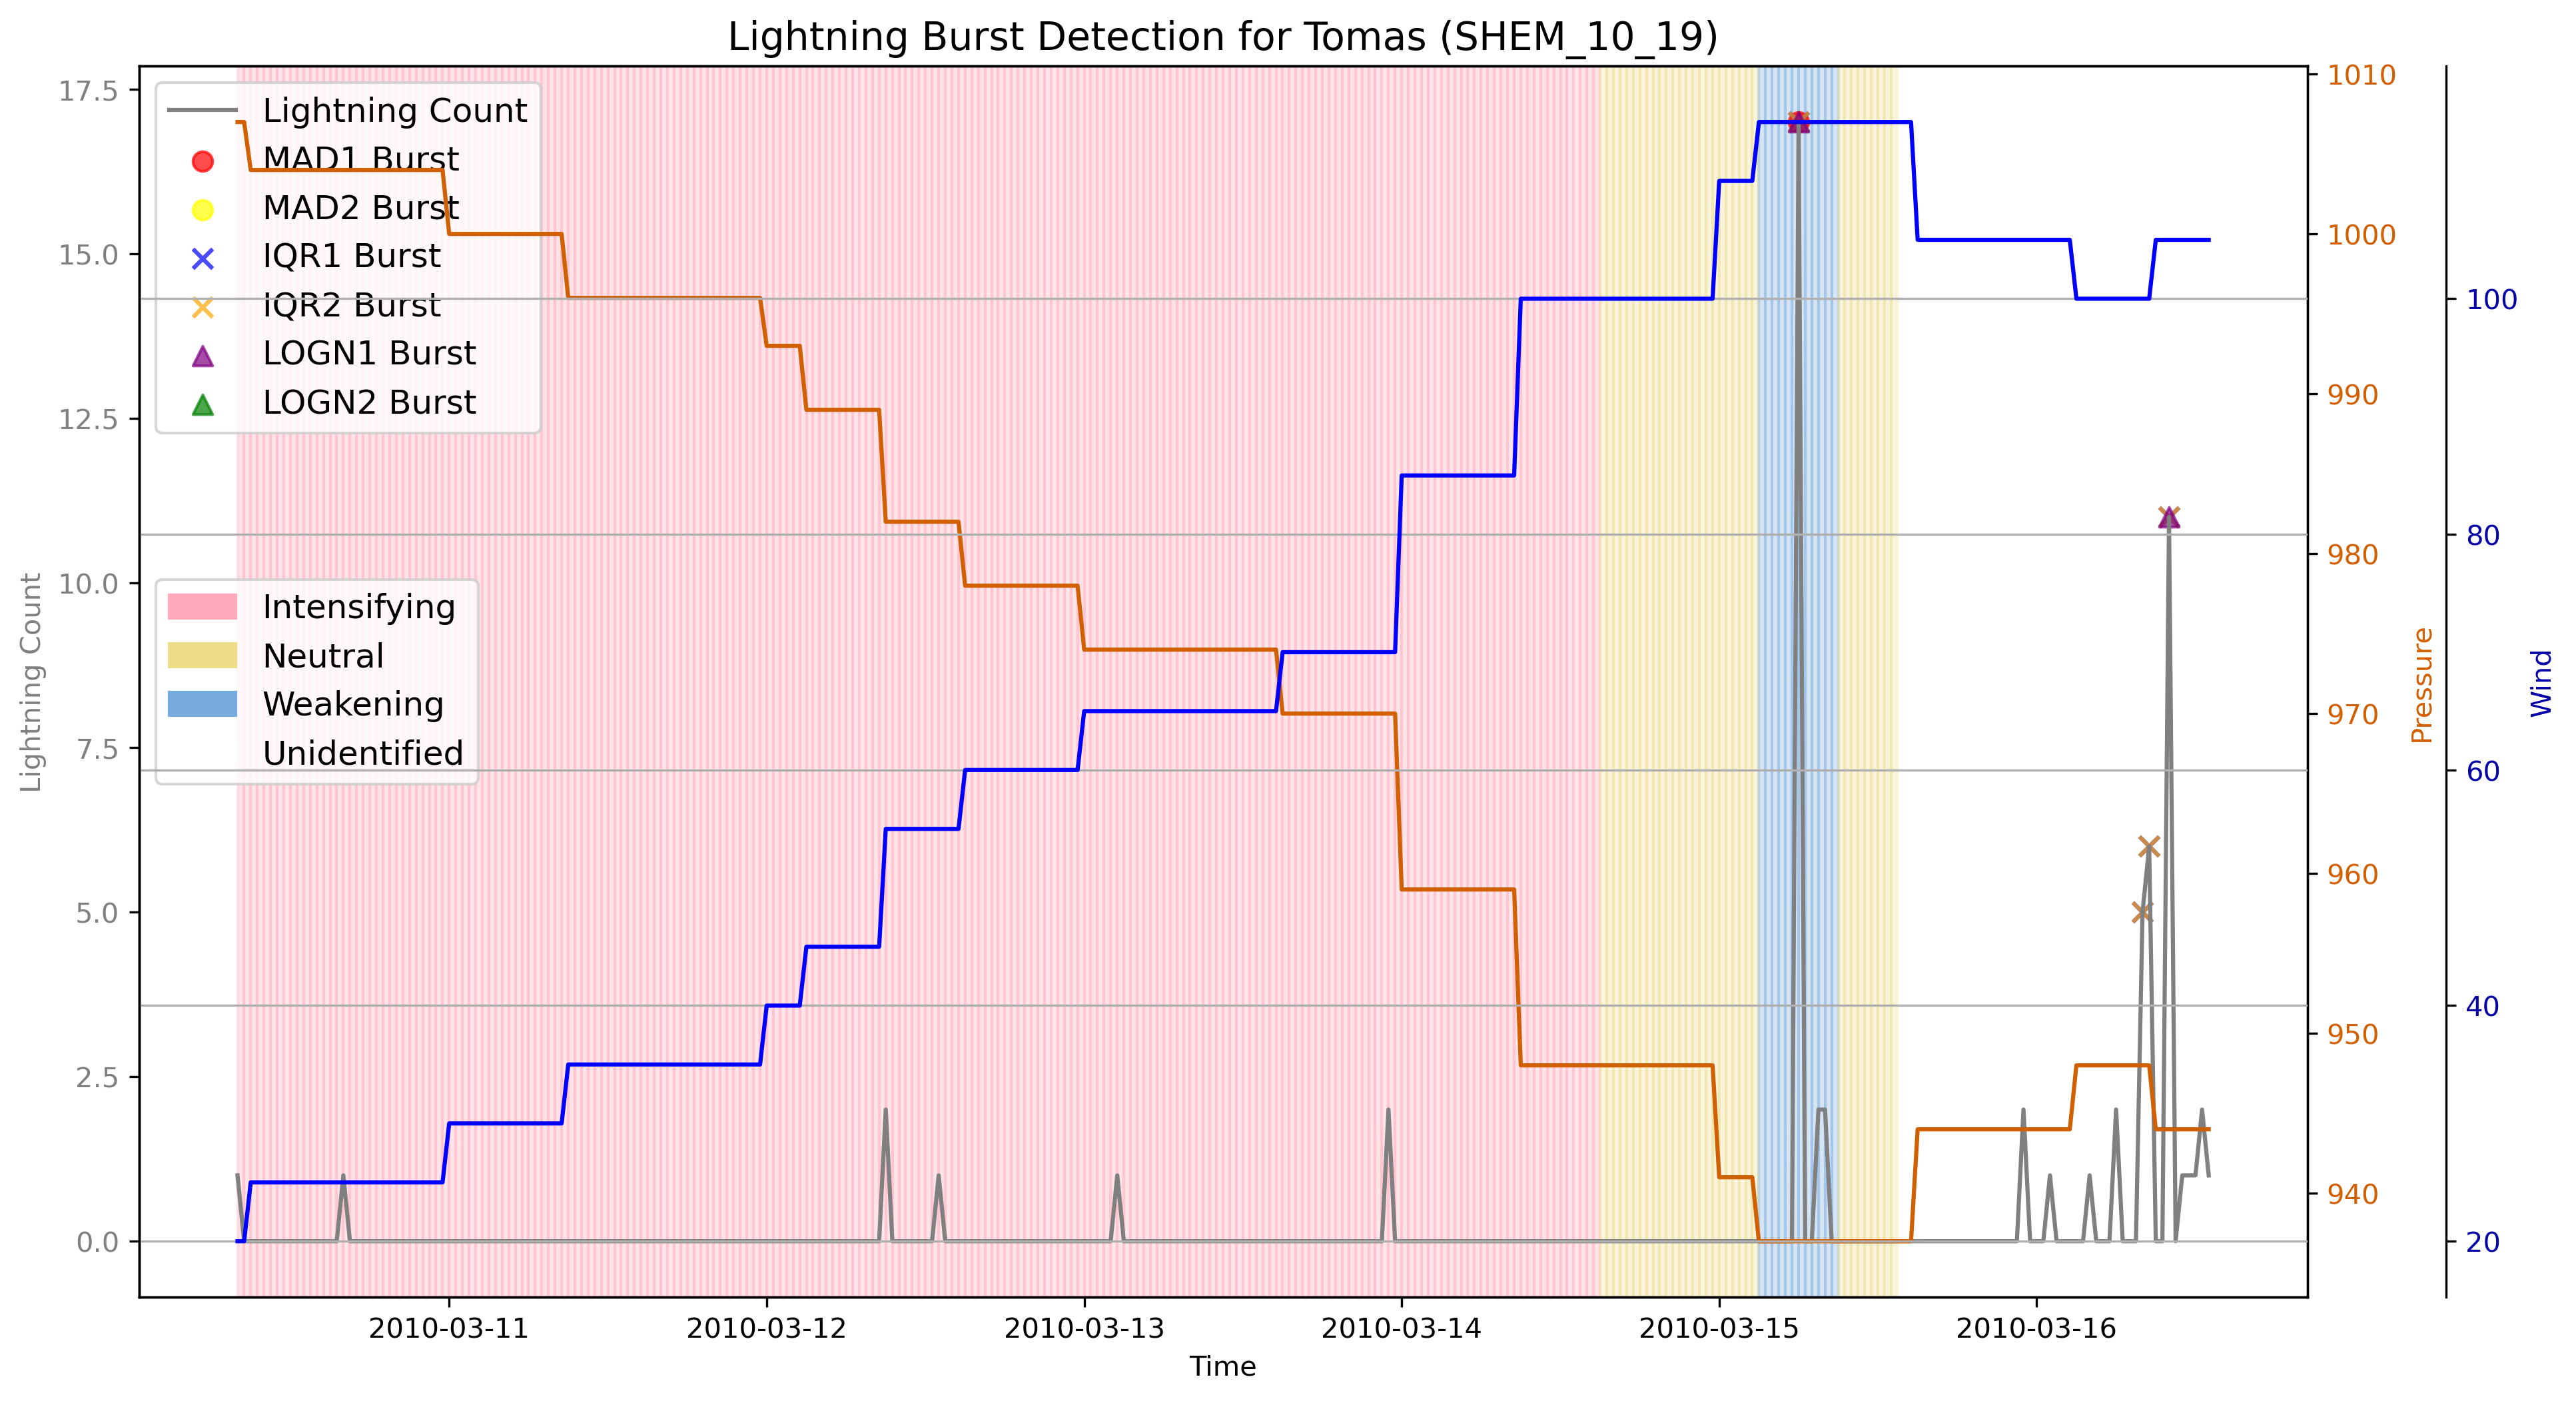 Lightning Burst Detection for Tomas (SHEM_10_19)
Lightning Count
MAD1 Burst
MAD2 Burst
IQR1 Burst
IQR2 Burst
LOGN1 Burst
LOGN2 Burst
Intensifying
Neutral
Weakening
Unidentified
17.5
15.0
12.5
10.0
7.5
5.0
2.5
0.0
Lightning Count
1010
1000
990
980
970
960
950
940
Pressure
100
80
60
40
20
Wind
2010-03-11
2010-03-12
2010-03-13
2010-03-14
2010-03-15
2010-03-16
Time